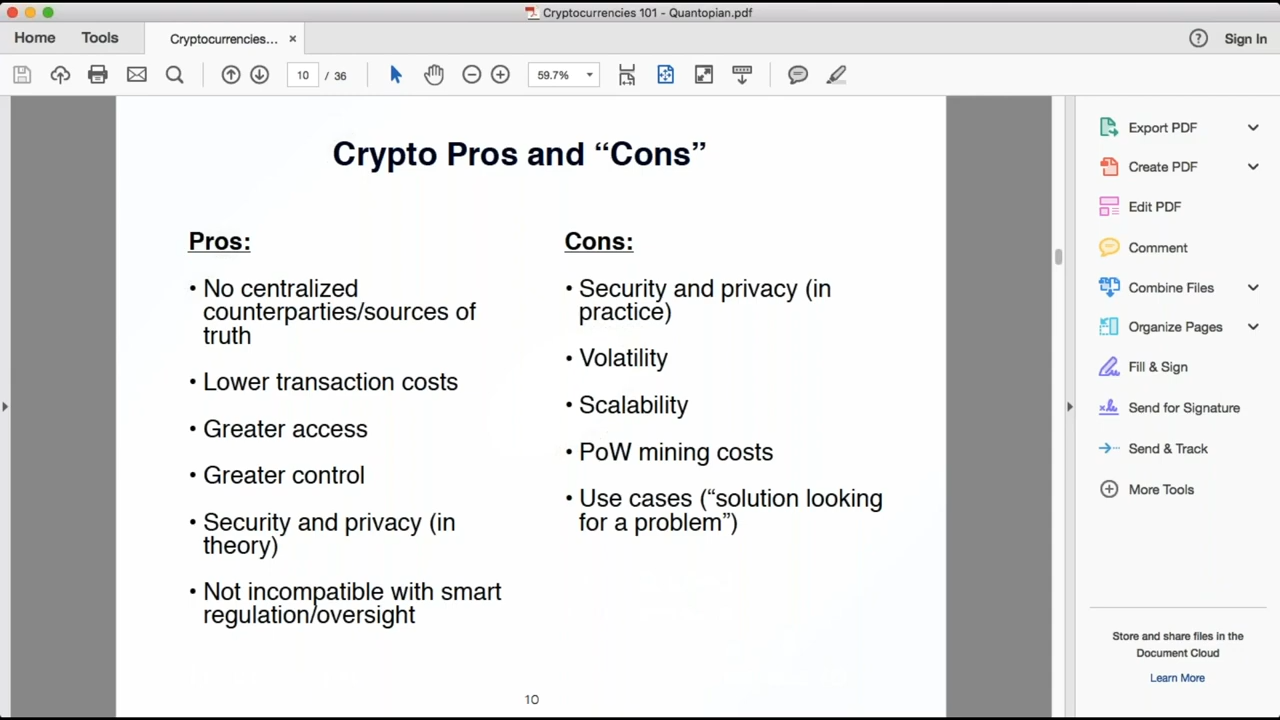 Cryptocurrencies 101 - Quantopian.pdf
Home
Tools
Cryptocurrencies... ×
Sign In
10 / 36
59.7%
Crypto Pros and “Cons”
Pros:
• No centralized
counterparties/sources of
truth
• Lower transaction costs
• Greater access
• Greater control
• Security and privacy (in
theory)
• Not incompatible with smart
regulation/oversight
Cons:
• Security and privacy (in
practice)
• Volatility
• Scalability
• PoW mining costs
• Use cases (“solution looking
for a problem”)
10
Export PDF
Create PDF
Edit PDF
Comment
Combine Files
Organize Pages
Fill & Sign
Send for Signature
Send & Track
More Tools
Store and share files in the
Document Cloud
Learn More